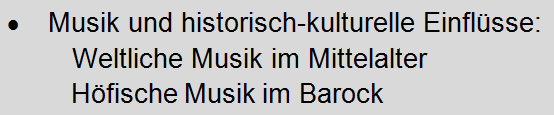 • Musik und historisch-kulturelle Einflüsse:
Weltliche Musik im Mittelalter
Höfische Musik im Barock